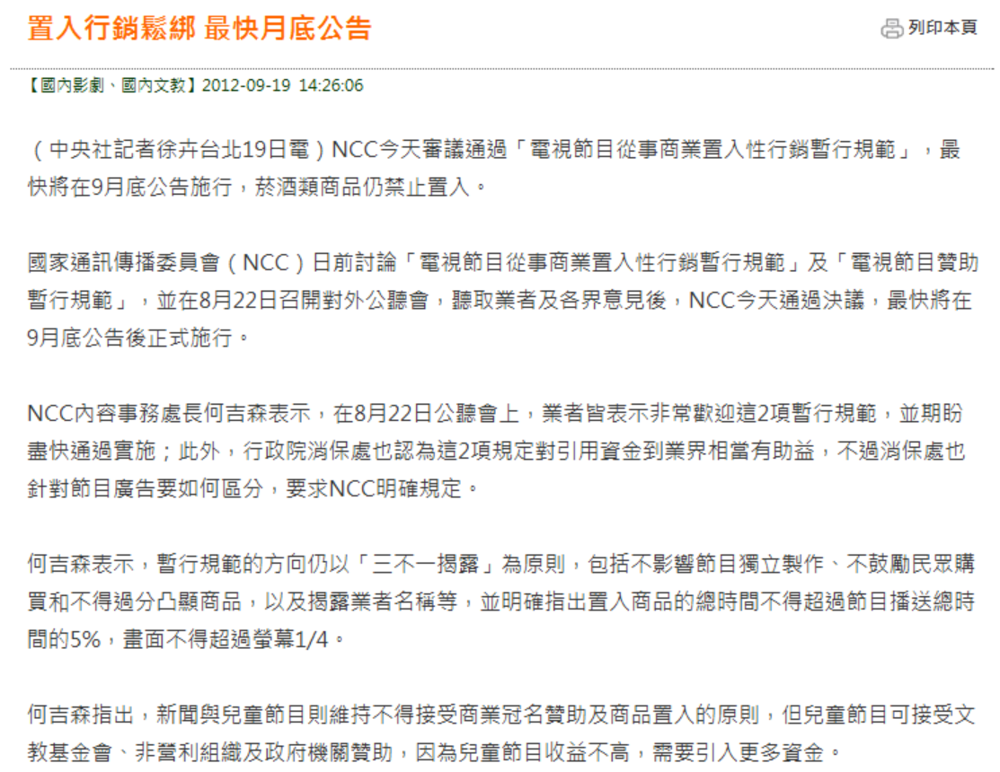 置入行銷鬆綁 最快月底公告
列印本頁
【國內影劇、國內文教】2012-09-19 14:26:06
（中央社記者徐卉台北19日電）NCC今天審議通過「電視節目從事商業置入性行銷暫行規範」，最
快將在9月底公告施行，菸酒類商品仍禁止置入。
國家通訊傳播委員會（NCC）日前討論「電視節目從事商業置入性行銷暫行規範」及「電視節目贊助
暫行規範」，並在8月22日召開對外公聽會，聽取業者及各界意見後，NCC今天通過決議，最快將在
9月底公告後正式施行。
NCC內容事務處長何吉森表示，在8月22日公聽會上，業者皆表示非常歡迎這2項暫行規範，並期盼
盡快通過實施；此外，行政院消保處也認為這2項規定對引用資金到業界相當有助益，不過消保處也
針對節目廣告要如何區分，要求NCC明確規定。
何吉森表示，暫行規範的方向仍以「三不一揭露」為原則，包括不影響節目獨立製作、不鼓勵民眾購
買和不得過分凸顯商品，以及揭露業者名稱等，並明確指出置入商品的總時間不得超過節目播送總時
間的5%，畫面不得超過螢幕1/4。
何吉森指出，新聞與兒童節目則維持不得接受商業冠名贊助及商品置入的原則，但兒童節目可接受文
教基金會、非營利組織及政府機關贊助，因為兒童節目收益不高，需要引入更多資金。